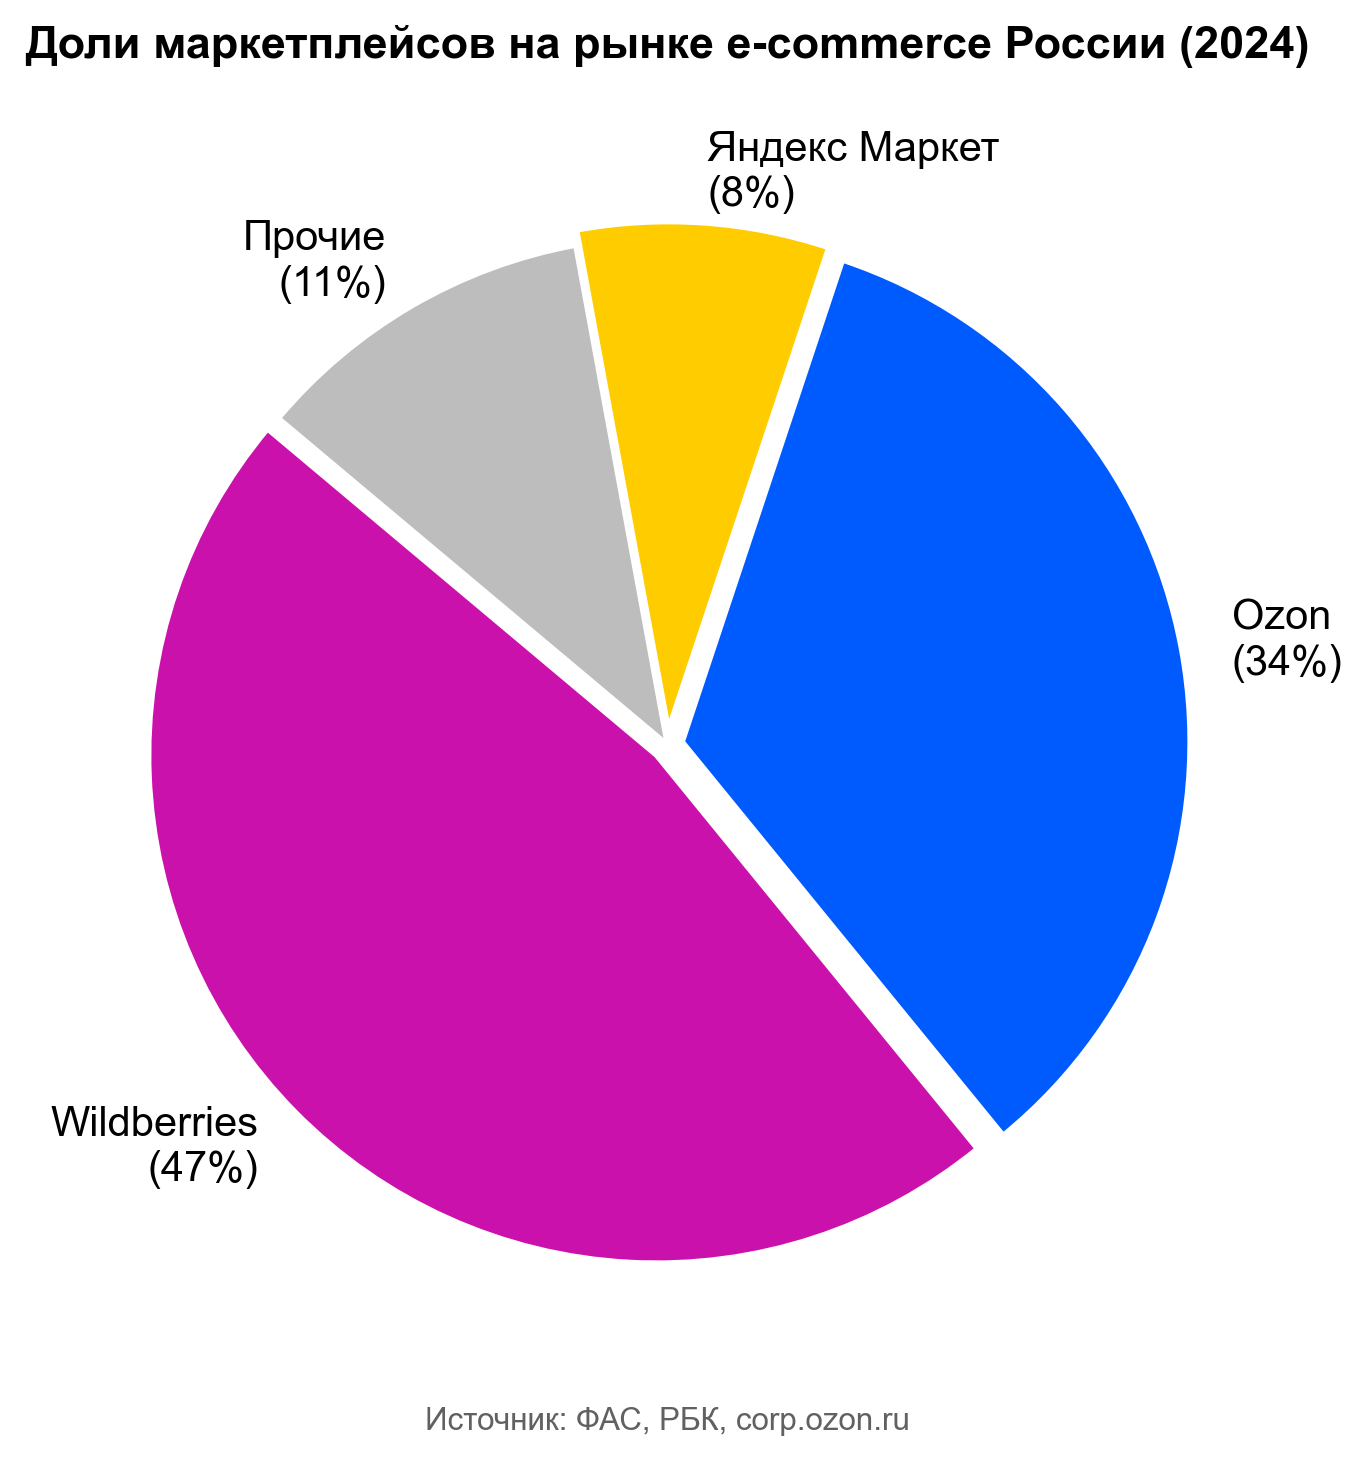 Доли маркетплейсов на рынке e-commerce России (2024)
Яндекс Маркет
(8%)
Прочие
(11%)
Ozon
(34%)
Wildberries
(47%)
Источник: ФАС, РБК, corp.ozon.ru